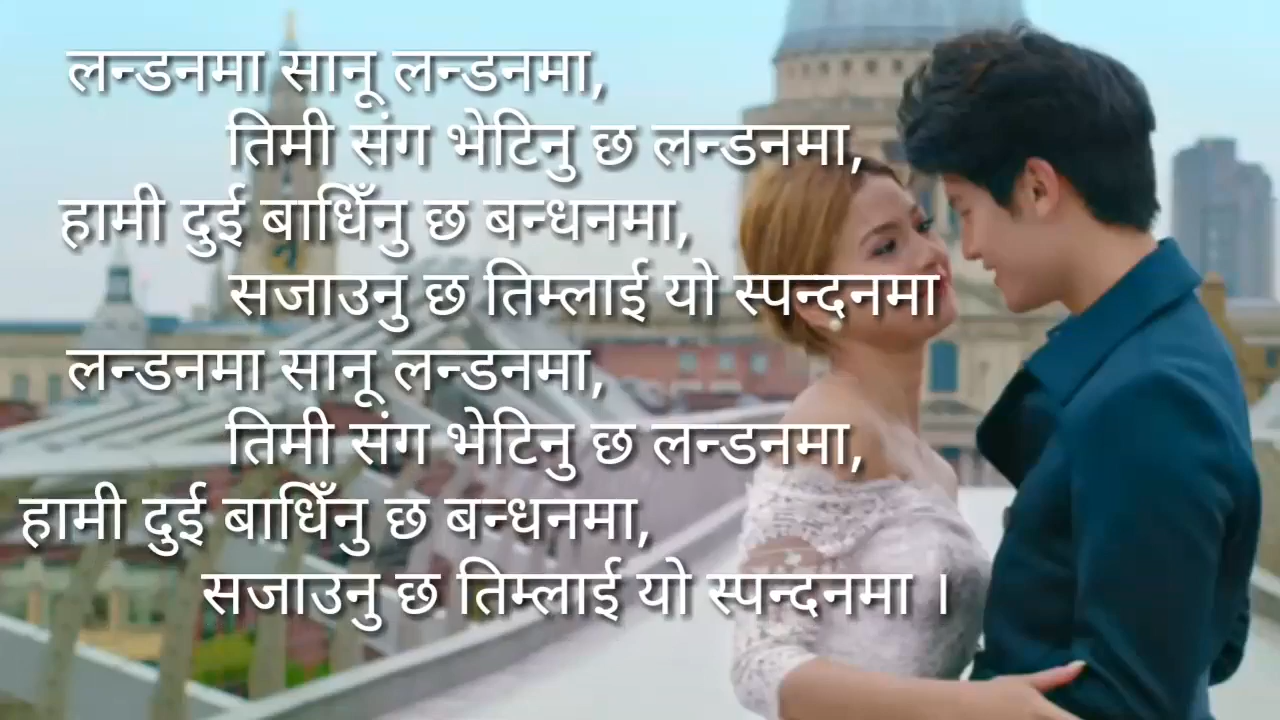 लन्डनमा सानू लन्डनमा,
तिमी संग भेटिनु छ लन्डनमा,
हामी दुई बाधिँनु छ बन्धनमा,
सजाउनु छ तिम्लाई यो स्पन्दनमा
लन्डनमा सानू लन्डनमा,
तिमी संग भेटिनु छ लन्डनमा,
हामी दुई बाधिँनु छ बन्धनमा,
सजाउनु छ तिम्लाई यो स्पन्दनमा ।